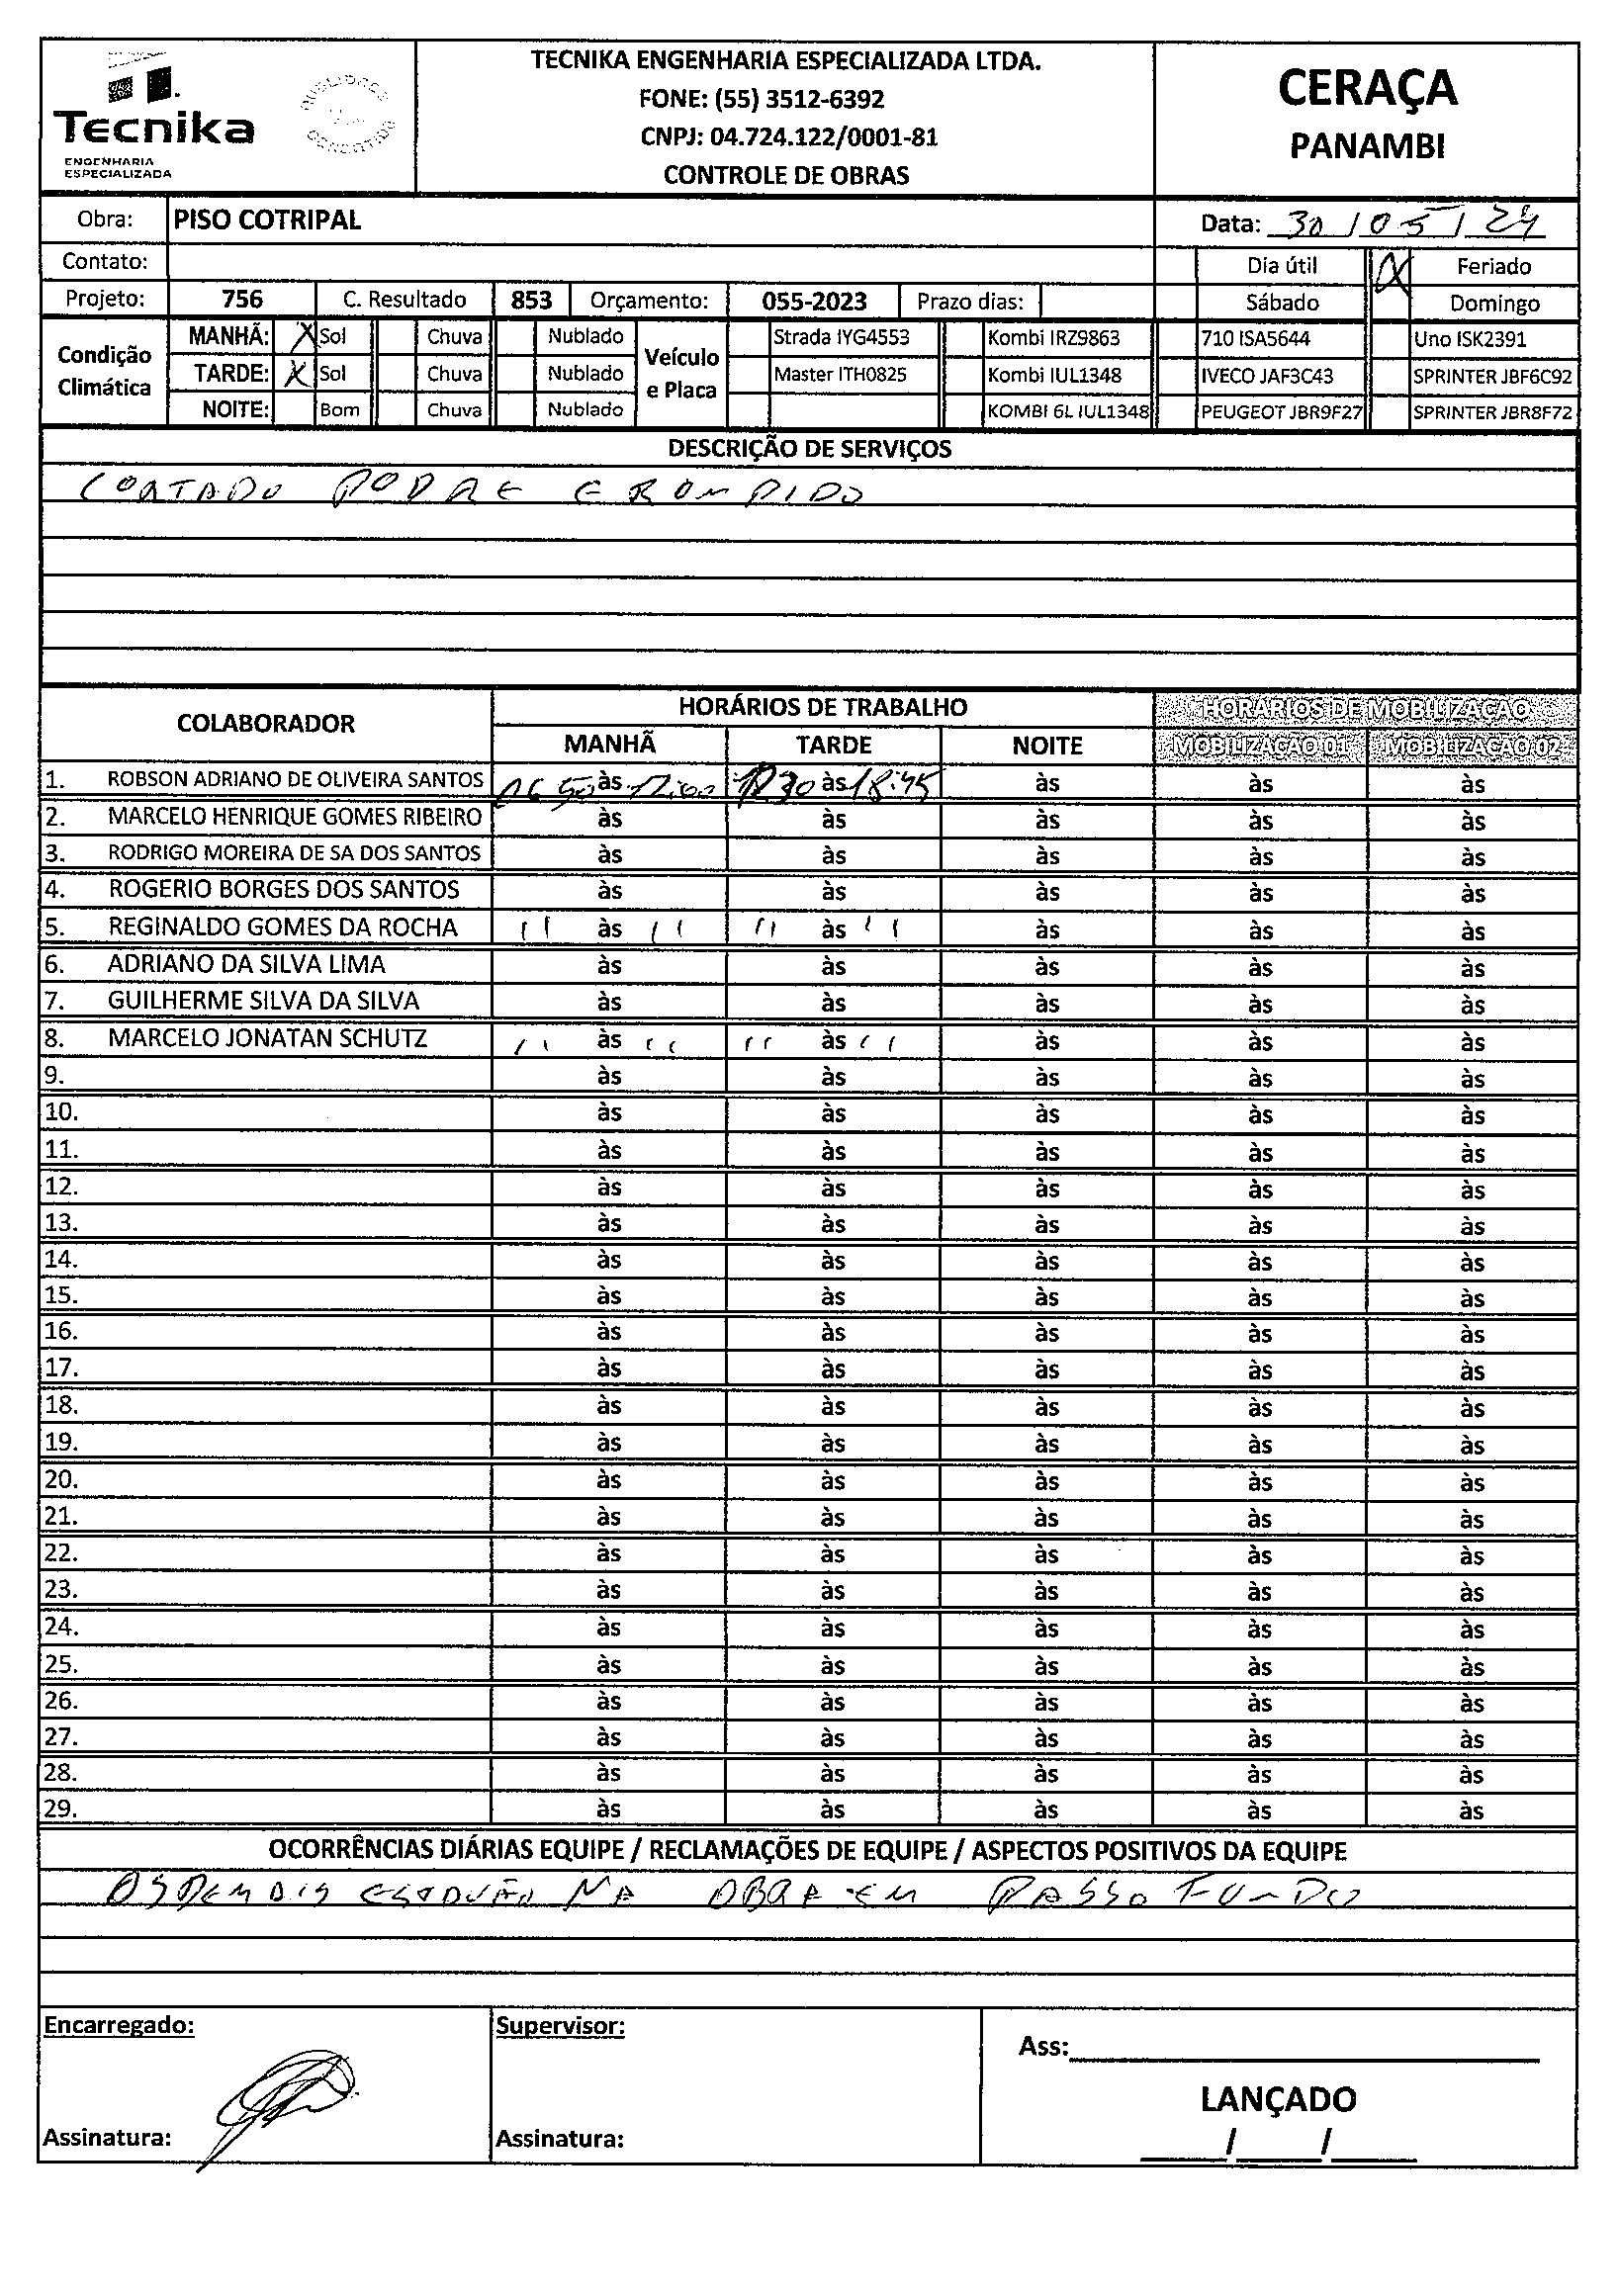 Tecnika
ENGENHARIA
ESPECIALIZADA
TECNIKA ENGENHARIA ESPECIALIZADA LTDA.
FONE: (55) 3512-6392
CNPJ: 04.724.122/0001-81
CONTROLE DE OBRAS
CERAÇA
PANAMBI
Obra: PISO COTRIPAL Data: 30/05/24
Contato: Dia útil X Feriado
Projeto: 756 C. Resultado 853 Orçamento: 055-2023 Prazo dias: Sábado Domingo
Condição Climática
MANHÃ: X Sol Chuva Nublado
TARDE: X Sol Chuva Nublado
NOITE: Bom Chuva Nublado
Veículo e Placa
Strada IYG4553 Kombi IRZ9863 710 ISA5644 Uno ISK2391
Master ITH0825 Kombi IUL1348 IVECO JAF3C43 SPRINTER JBF6C92
KOMBI 6L IUL1348 PEUGEOT JBR9F27 SPRINTER JBR8F72
DESCRIÇÃO DE SERVIÇOS
CORTADO PODRE E ROMPIDO
COLABORADOR HORÁRIOS DE TRABALHO HORÁRIOS DE MOBILIZAÇÃO
MANHÃ TARDE NOITE MOBILIZAÇÃO 01 MOBILIZAÇÃO 02
1. ROBSON ADRIANO DE OLIVEIRA SANTOS 06 50 às 12:00 12 30 às 18:45 às às às
2. MARCELO HENRIQUE GOMES RIBEIRO às às às às às
3. RODRIGO MOREIRA DE SA DOS SANTOS às às às às às
4. ROGERIO BORGES DOS SANTOS às às às às às
5. REGINALDO GOMES DA ROCHA '' às '' '' às '' às às às
6. ADRIANO DA SILVA LIMA às às às às às
7. GUILHERME SILVA DA SILVA às às às às às
8. MARCELO JONATAN SCHUTZ '' às '' '' às '' às às às
9. às às às às às
10. às às às às às
11. às às às às às
12. às às às às às
13. às às às às às
14. às às às às às
15. às às às às às
16. às às às às às
17. às às às às às
18. às às às às às
19. às às às às às
20. às às às às às
21. às às às às às
22. às às às às às
23. às às às às às
24. às às às às às
25. às às às às às
26. às às às às às
27. às às às às às
28. às às às às às
29. às às às às às
OCORRÊNCIAS DIÁRIAS EQUIPE / RECLAMAÇÕES DE EQUIPE / ASPECTOS POSITIVOS DA EQUIPE
OS DEMAIS ESTÃO NA OBRA EM PASSO FUNDO
Encarregado: Supervisor: Ass:
LANÇADO
Assinatura: Assinatura: / /